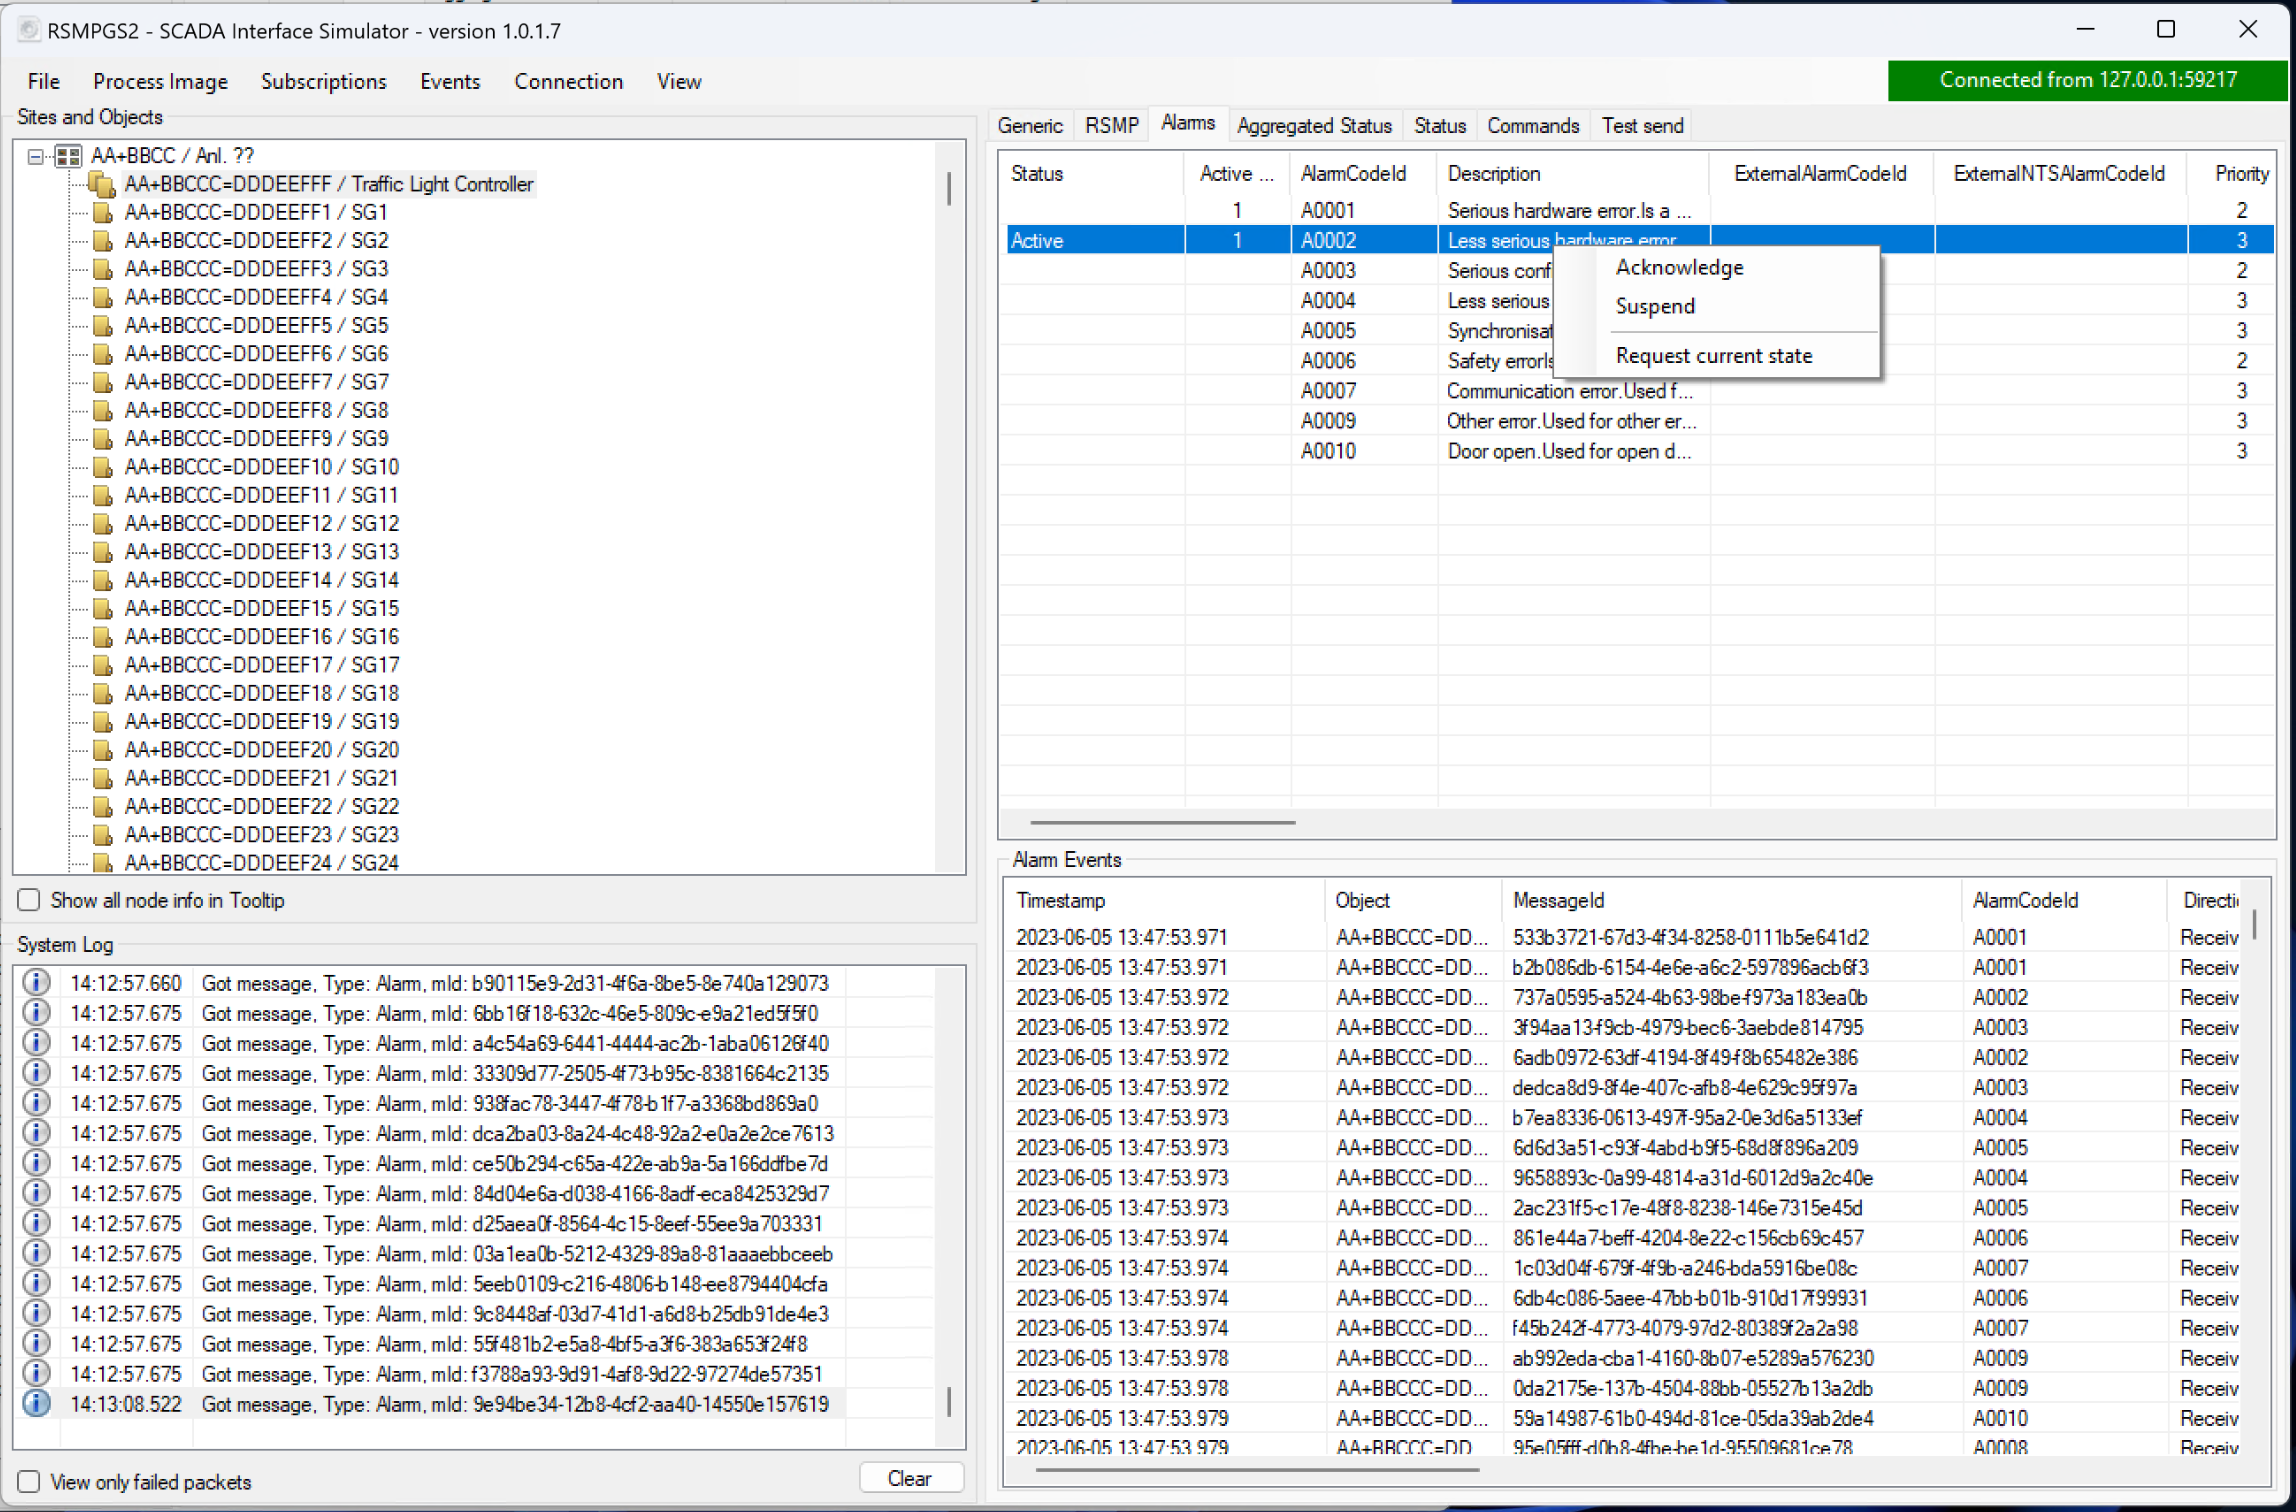 RSMPGS2 - SCADA Interface Simulator - version 1.0.1.7
File Process Image Subscriptions Events Connection View
Connected from 127.0.0.1:59217
Sites and Objects
AA+BBCC / Anl. ??
AA+BBCCC=DDDEEFFF / Traffic Light Controller
AA+BBCCC=DDDEEFF1 / SG1
AA+BBCCC=DDDEEFF2 / SG2
AA+BBCCC=DDDEEFF3 / SG3
AA+BBCCC=DDDEEFF4 / SG4
AA+BBCCC=DDDEEFF5 / SG5
AA+BBCCC=DDDEEFF6 / SG6
AA+BBCCC=DDDEEFF7 / SG7
AA+BBCCC=DDDEEFF8 / SG8
AA+BBCCC=DDDEEFF9 / SG9
AA+BBCCC=DDDEEF10 / SG10
AA+BBCCC=DDDEEF11 / SG11
AA+BBCCC=DDDEEF12 / SG12
AA+BBCCC=DDDEEF13 / SG13
AA+BBCCC=DDDEEF14 / SG14
AA+BBCCC=DDDEEF15 / SG15
AA+BBCCC=DDDEEF16 / SG16
AA+BBCCC=DDDEEF17 / SG17
AA+BBCCC=DDDEEF18 / SG18
AA+BBCCC=DDDEEF19 / SG19
AA+BBCCC=DDDEEF20 / SG20
AA+BBCCC=DDDEEF21 / SG21
AA+BBCCC=DDDEEF22 / SG22
AA+BBCCC=DDDEEF23 / SG23
AA+BBCCC=DDDEEF24 / SG24
Show all node info in Tooltip
System Log
14:12:57.660 Got message, Type: Alarm, mId: b90115e9-2d31-4f6a-8be5-8e740a129073
14:12:57.675 Got message, Type: Alarm, mId: 6bb16f18-632c-46e5-809c-e9a21ed5f5f0
14:12:57.675 Got message, Type: Alarm, mId: a4c54a69-6441-4444-ac2b-1aba06126f40
14:12:57.675 Got message, Type: Alarm, mId: 33309d77-2505-4f73-b95c-8381664c2135
14:12:57.675 Got message, Type: Alarm, mId: 938fac78-3447-4f78-b1f7-a3368bd869a0
14:12:57.675 Got message, Type: Alarm, mId: dca2ba03-8a24-4c48-92a2-e0a2e2ce7613
14:12:57.675 Got message, Type: Alarm, mId: ce50b294-c65a-422e-ab9a-5a166ddfbe7d
14:12:57.675 Got message, Type: Alarm, mId: 84d04e6a-d038-4166-8adf-eca8425329d7
14:12:57.675 Got message, Type: Alarm, mId: d25aea0f-8564-4c15-8eef-55ee9a703331
14:12:57.675 Got message, Type: Alarm, mId: 03a1ea0b-5212-4329-89a8-81aaaebbceeb
14:12:57.675 Got message, Type: Alarm, mId: 5eeb0109-c216-4806-b148-ee8794404cfa
14:12:57.675 Got message, Type: Alarm, mId: 9c8448af-03d7-41d1-a6d8-b25db91de4e3
14:12:57.675 Got message, Type: Alarm, mId: 55f481b2-e5a8-4bf5-a3f6-383a653f24f8
14:12:57.675 Got message, Type: Alarm, mId: f3788a93-9d91-4af8-9d22-97274de57351
14:13:08.522 Got message, Type: Alarm, mId: 9e94be34-12b8-4cf2-aa40-14550e157619
View only failed packets
Clear
Generic RSMP Alarms Aggregated Status Status Commands Test send
Status Active ... AlarmCodeId Description ExternalAlarmCodeId ExternalNTSAlarmCodeId Priority
1 A0001 Serious hardware error.Is a ... 2
Active 1 A0002 Less serious hardware error 3
A0003 Serious conf 2
A0004 Less serious 3
A0005 Synchronisat 3
A0006 Safety errorIs 2
A0007 Communication error.Used f... 3
A0009 Other error.Used for other er... 3
A0010 Door open.Used for open d... 3
Acknowledge
Suspend
Request current state
Alarm Events
Timestamp Object MessageId AlarmCodeId Directi
2023-06-05 13:47:53.971 AA+BBCCC=DD... 533b3721-67d3-4f34-8258-0111b5e641d2 A0001 Receiv
2023-06-05 13:47:53.971 AA+BBCCC=DD... b2b086db-6154-4e6e-a6c2-597896acb6f3 A0001 Receiv
2023-06-05 13:47:53.972 AA+BBCCC=DD... 737a0595-a524-4b63-98be-f973a183ea0b A0002 Receiv
2023-06-05 13:47:53.972 AA+BBCCC=DD... 3f94aa13-f9cb-4979-bec6-3aebde814795 A0003 Receiv
2023-06-05 13:47:53.972 AA+BBCCC=DD... 6adb0972-63df-4194-8f49-f8b65482e386 A0002 Receiv
2023-06-05 13:47:53.972 AA+BBCCC=DD... dedca8d9-8f4e-407c-afb8-4e629c95f97a A0003 Receiv
2023-06-05 13:47:53.973 AA+BBCCC=DD... b7ea8336-0613-497f-95a2-0e3d6a5133ef A0004 Receiv
2023-06-05 13:47:53.973 AA+BBCCC=DD... 6d6d3a51-c93f-4abd-b9f5-68d8f896a209 A0005 Receiv
2023-06-05 13:47:53.973 AA+BBCCC=DD... 9658893c-0a99-4814-a31d-6012d9a2c40e A0004 Receiv
2023-06-05 13:47:53.973 AA+BBCCC=DD... 2ac231f5-c17e-48f8-8238-146e7315e45d A0005 Receiv
2023-06-05 13:47:53.974 AA+BBCCC=DD... 861e44a7-beff-4204-8e22-c156cb69c457 A0006 Receiv
2023-06-05 13:47:53.974 AA+BBCCC=DD... 1c03d04f-679f-4f9b-a246-bda5916be08c A0007 Receiv
2023-06-05 13:47:53.974 AA+BBCCC=DD... 6db4c086-5aee-47bb-b01b-910d17f99931 A0006 Receiv
2023-06-05 13:47:53.974 AA+BBCCC=DD... f45b242f-4773-4079-97d2-80389f2a2a98 A0007 Receiv
2023-06-05 13:47:53.978 AA+BBCCC=DD... ab992eda-cba1-4160-8b07-e5289a576230 A0009 Receiv
2023-06-05 13:47:53.978 AA+BBCCC=DD... 0da2175e-137b-4504-88bb-05527b13a2db A0009 Receiv
2023-06-05 13:47:53.979 AA+BBCCC=DD... 59a14987-61b0-494d-81ce-05da39ab2de4 A0010 Receiv
2023-06-05 13:47:53.979 AA+BBCCC=DD 95e05fff-d0b8-4fbe-be1d-95509681ce78 A0008 Receiv